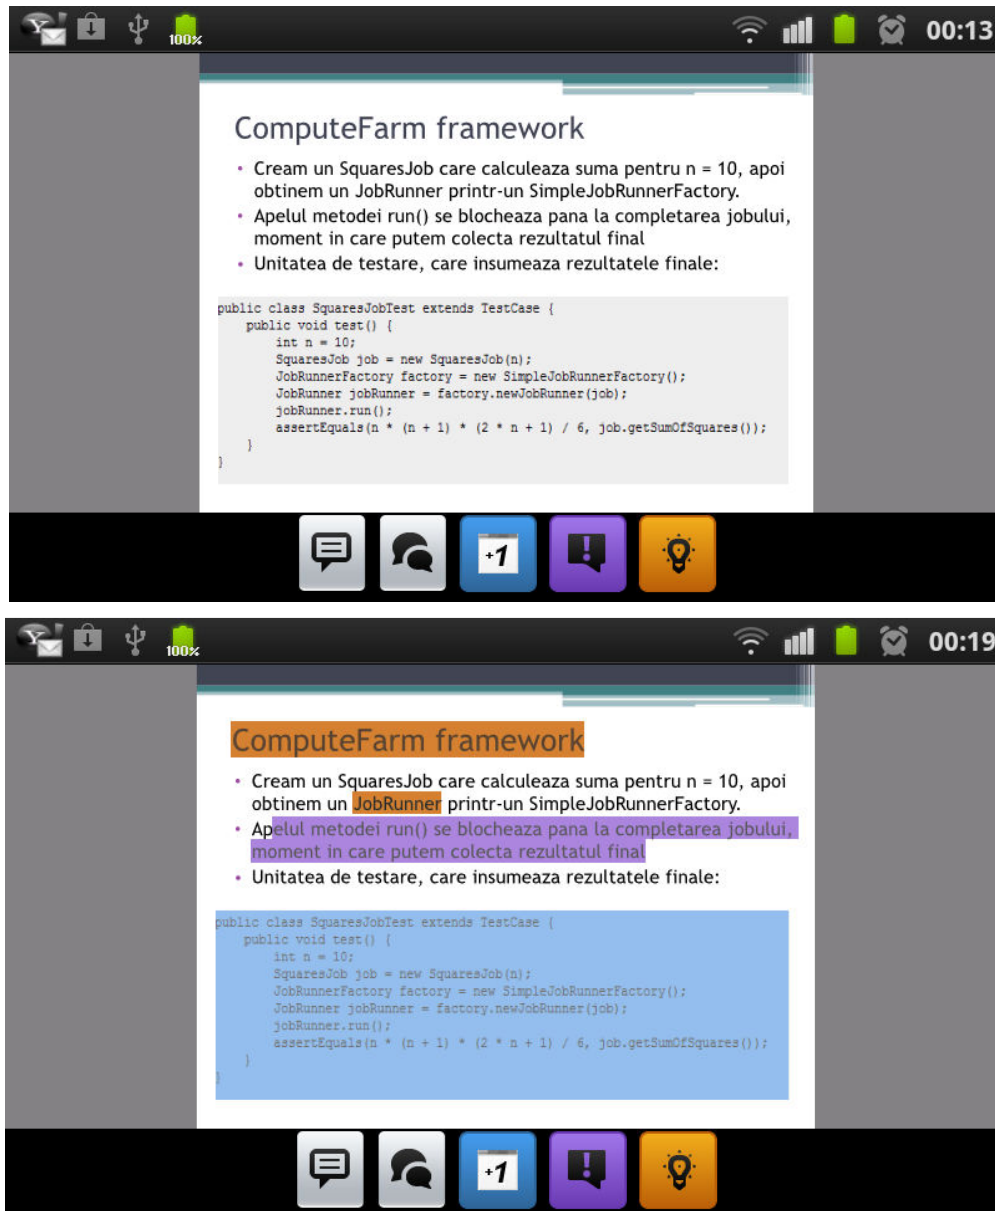 100%
00:13
ComputeFarm framework
• Cream un SquaresJob care calculeaza suma pentru n = 10, apoi
obtinem un JobRunner printr-un SimpleJobRunnerFactory.
• Apelul metodei run() se blocheaza pana la completarea jobului,
moment in care putem colecta rezultatul final
• Unitatea de testare, care insumeaza rezultatele finale:
public class SquaresJobTest extends TestCase {
public void test() {
int n = 10;
SquaresJob job = new SquaresJob(n);
JobRunnerFactory factory = new SimpleJobRunnerFactory();
JobRunner jobRunner = factory.newJobRunner(job);
jobRunner.run();
assertEquals(n * (n + 1) * (2 * n + 1) / 6, job.getSumOfSquares());
}
}
+1
!
100%
00:19
ComputeFarm framework
• Cream un SquaresJob care calculeaza suma pentru n = 10, apoi
obtinem un JobRunner printr-un SimpleJobRunnerFactory.
• Apelul metodei run() se blocheaza pana la completarea jobului,
moment in care putem colecta rezultatul final
• Unitatea de testare, care insumeaza rezultatele finale:
public class SquaresJobTest extends TestCase {
public void test() {
int n = 10;
SquaresJob job = new SquaresJob(n);
JobRunnerFactory factory = new SimpleJobRunnerFactory();
JobRunner jobRunner = factory.newJobRunner(job);
jobRunner.run();
assertEquals(n * (n + 1) * (2 * n + 1) / 6, job.getSumOfSquares());
}
}
+1
!